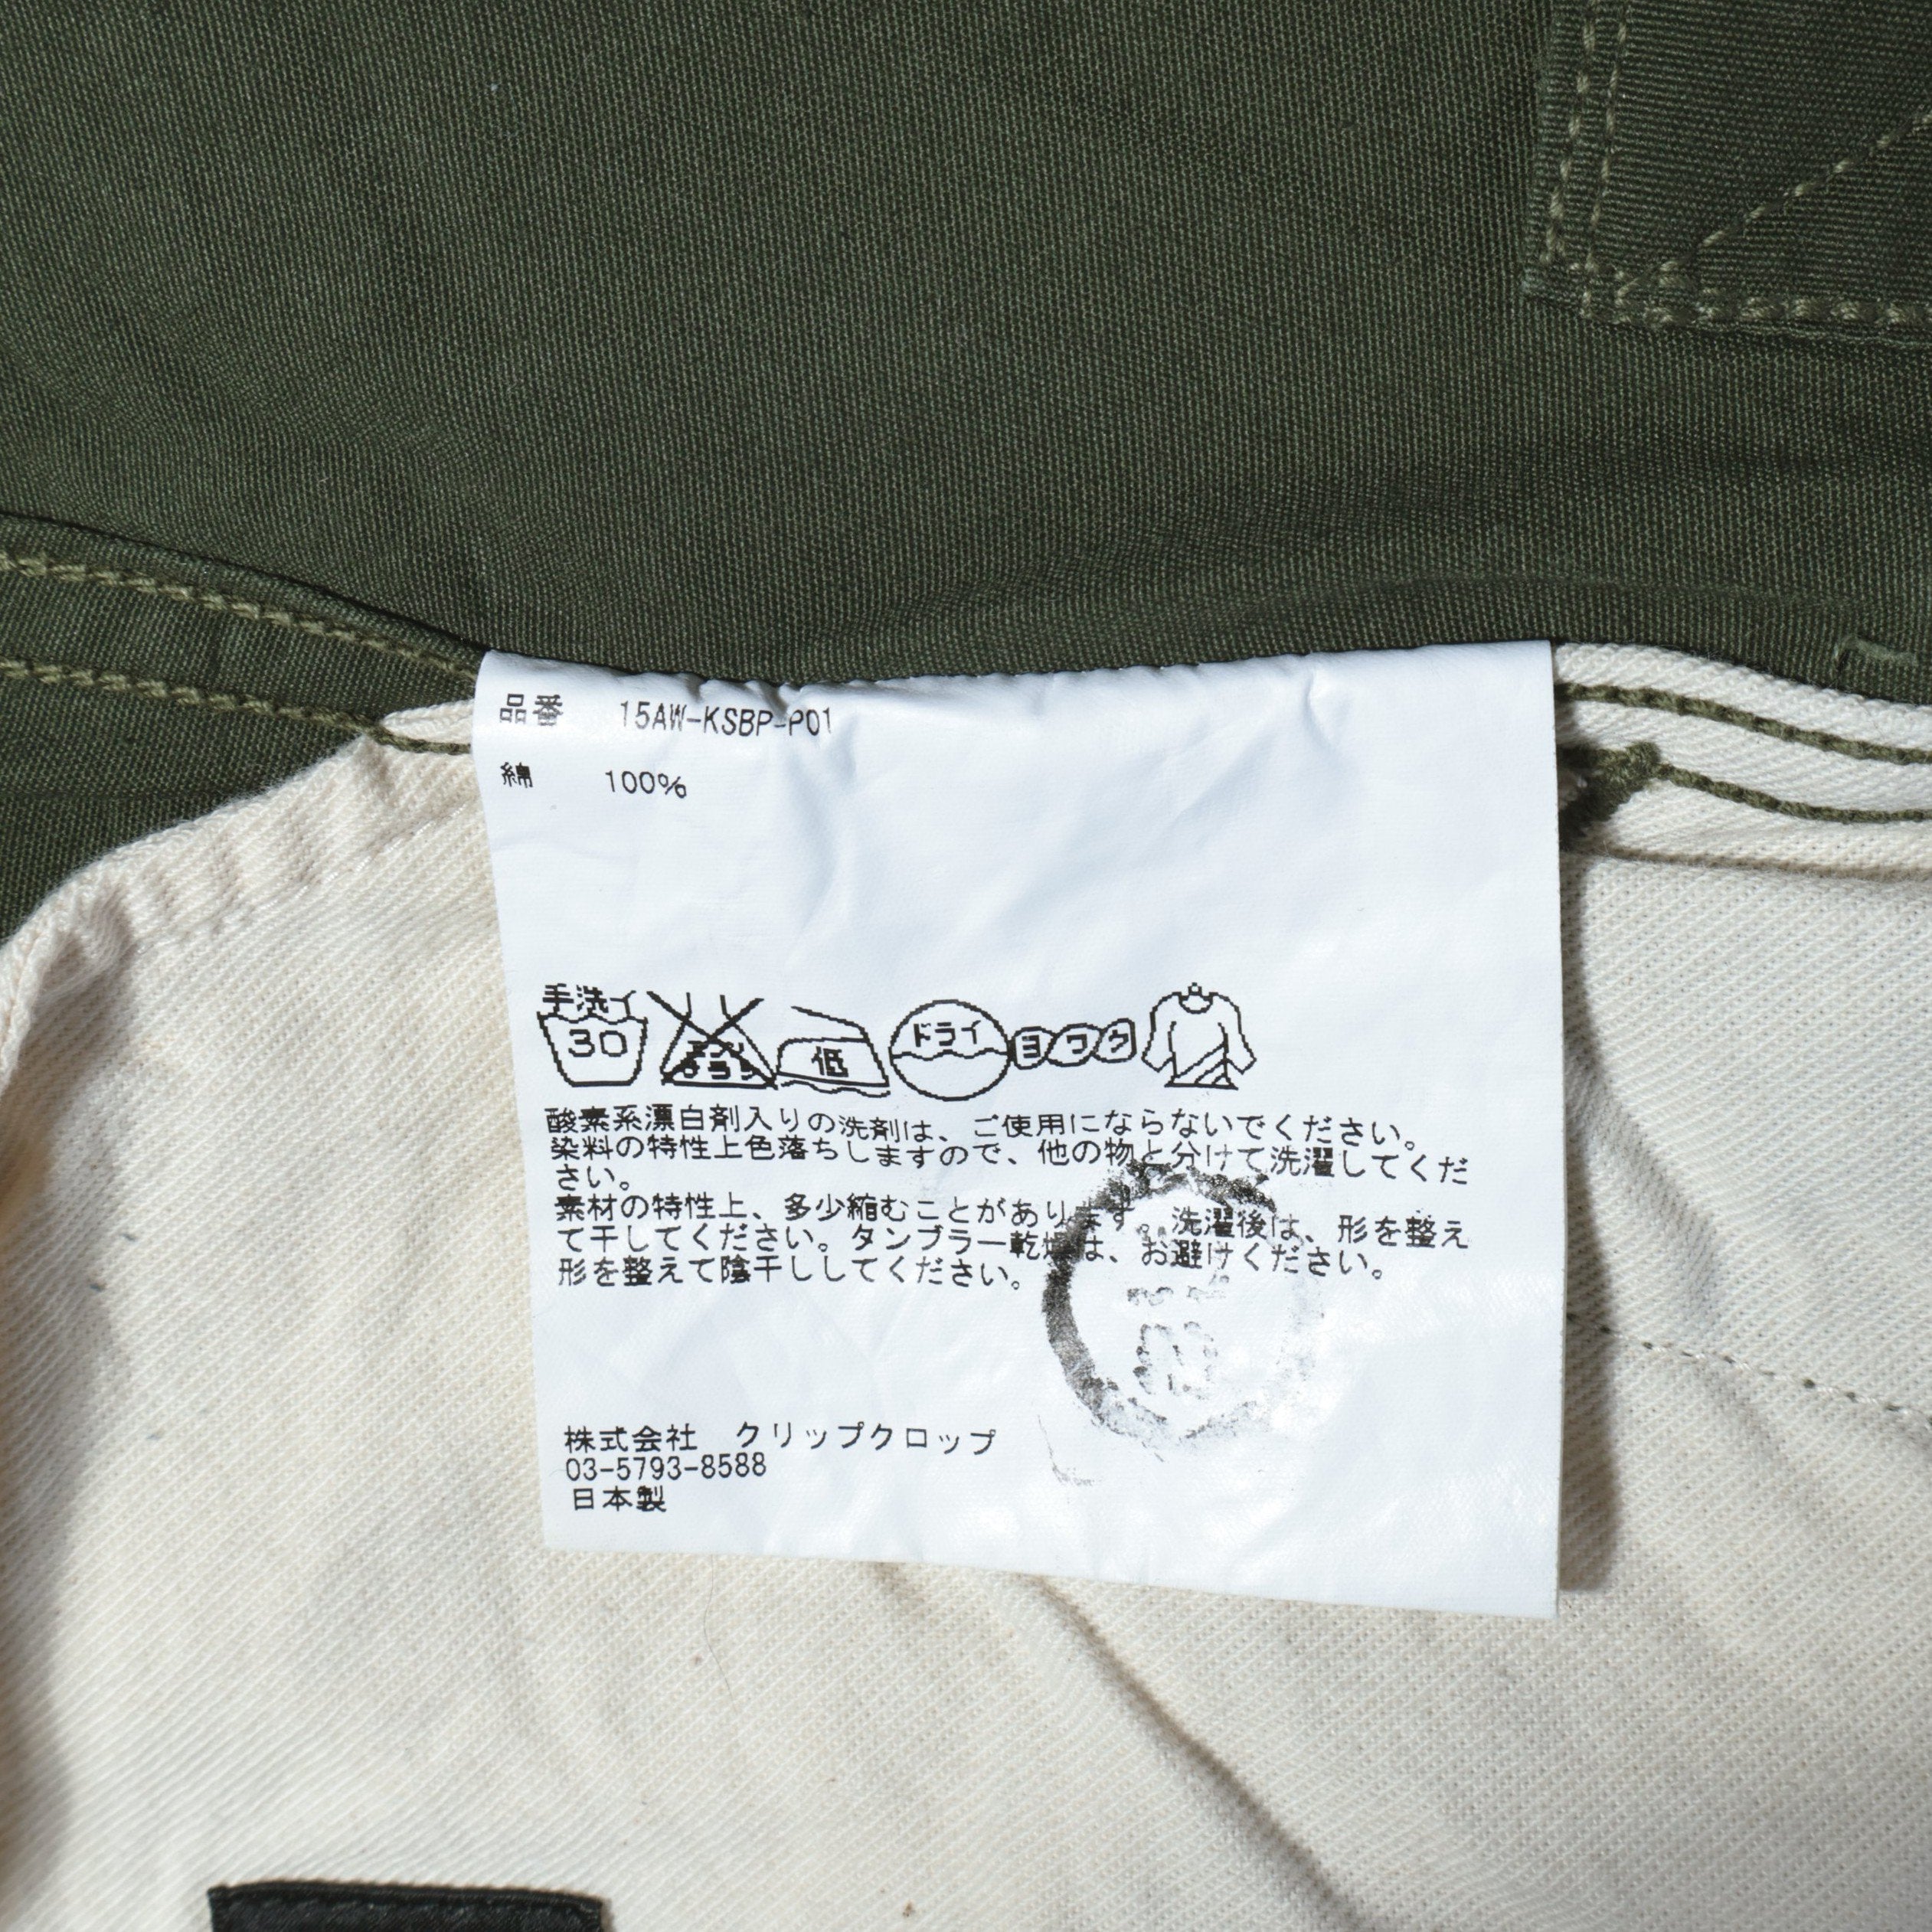 品番 15AW-KSBP-P01
綿 100%
手洗イ
30
低
ドライ
ヨワク
酸素系漂白剤入りの洗剤は、ご使用にならないでください。
染料の特性上色落ちしますので、他の物と分けて洗濯してくだ
さい。
素材の特性上、多少縮むことがあります。洗濯後は、形を整え
て干してください。タンブラー乾燥は、お避けください。
形を整えて陰干ししてください。
株式会社 クリップクロップ
03-5793-8588
日本製